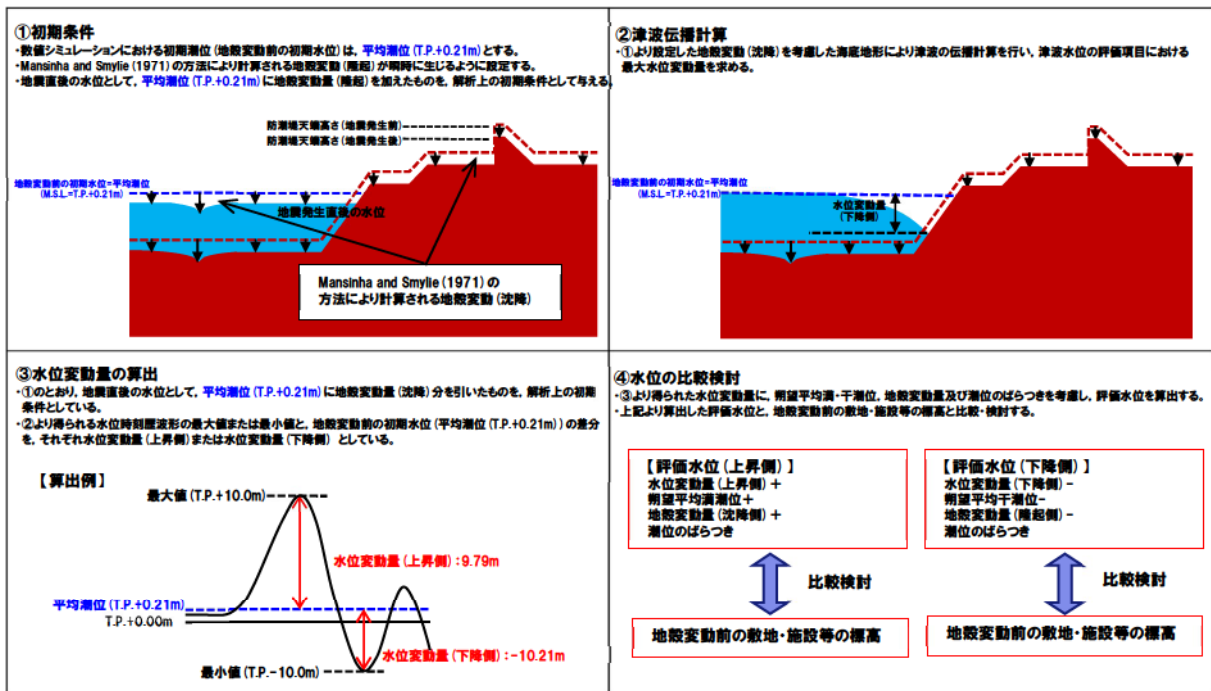 ①初期条件
・数値シミュレーションにおける初期潮位(地殻変動前の初期水位)は，平均潮位(T.P.+0.21m)とする。
・Mansinha and Smylie(1971)の方法により計算される地殻変動(隆起)が瞬時に生じるように設定する。
・地震直後の水位として，平均潮位(T.P.+0.21m)に地殻変動量(隆起)を加えたものを，解析上の初期条件として与える。
防潮堤天端高さ(地震発生前)
防潮堤天端高さ(地震発生後)
地殻変動前の初期水位=平均潮位
(M.S.L.=T.P.+0.21m)
地震発生直後の水位
Mansinha and Smylie(1971)の
方法により計算される地殻変動(沈降)
②津波伝播計算
・①より設定した地殻変動(沈降)を考慮した海底地形により津波の伝播計算を行い，津波水位の評価項目における
最大水位変動量を求める。
地殻変動前の初期水位=平均潮位
(M.S.L.=T.P.+0.21m)
水位変動量
(下降側)
③水位変動量の算出
・①のとおり，地震直後の水位として，平均潮位(T.P.+0.21m)に地殻変動量(沈降)分を引いたものを，解析上の初期
条件としている。
・②より得られる水位時刻歴波形の最大値または最小値と，地殻変動前の初期水位(平均潮位(T.P.+0.21m))の差分
を，それぞれ水位変動量(上昇側)または水位変動量(下降側)としている。
【算出例】
最大値(T.P.+10.0m)
水位変動量(上昇側)：9.79m
平均潮位(T.P.+0.21m)
T.P.+0.00m
水位変動量(下降側)：-10.21m
最小値(T.P.-10.0m)
④水位の比較検討
・③より得られた水位変動量に，朔望平均満・干潮位，地殻変動量及び潮位のばらつきを考慮し，評価水位を算出する。
・上記より算出した評価水位と，地殻変動前の敷地・施設等の標高と比較・検討する。
【評価水位(上昇側)】
水位変動量(上昇側)+
朔望平均満潮位+
地殻変動量(沈降側)+
潮位のばらつき
比較検討
地殻変動前の敷地・施設等の標高
【評価水位(下降側)】
水位変動量(下降側)-
朔望平均干潮位-
地殻変動量(隆起側)-
潮位のばらつき
比較検討
地殻変動前の敷地・施設等の標高